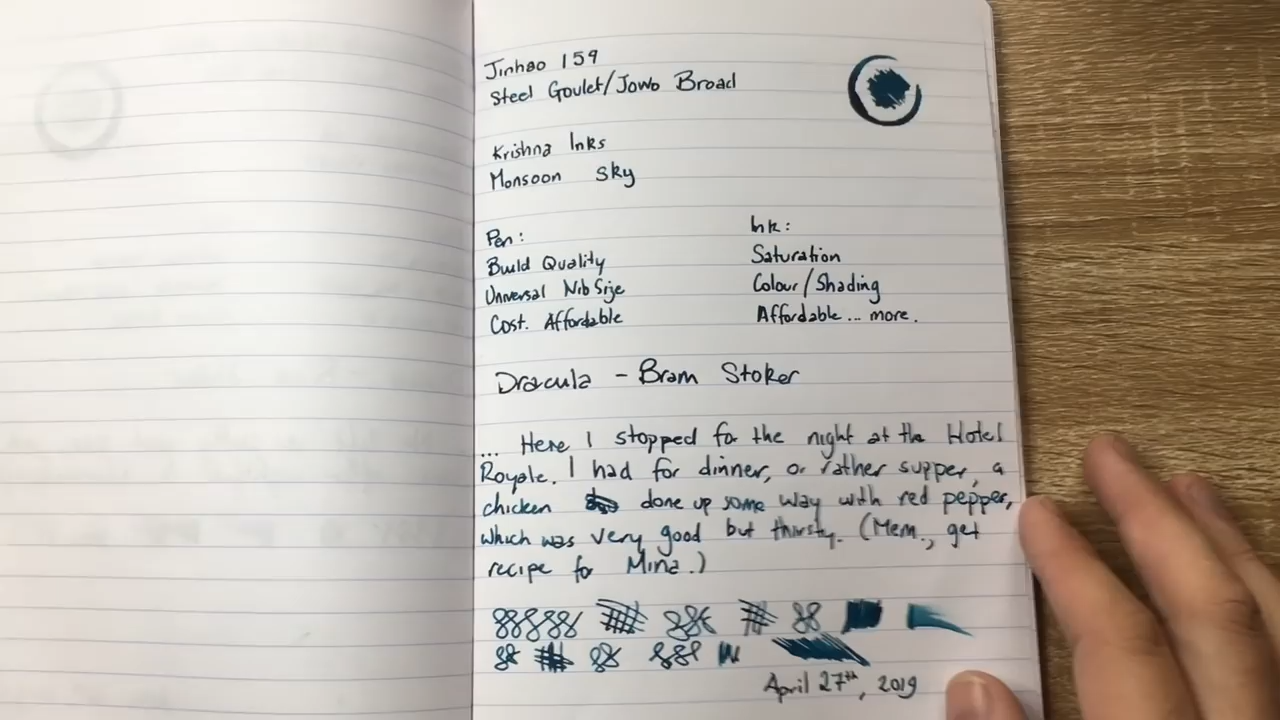 Jinhao 159
Steel Goulet/Jowo Broad
Krishna Inks
Monsoon Sky
Pen:
Build Quality
Universal Nib Size
Cost. Affordable
Ink:
Saturation
Colour/Shading
Affordable... more.
Dracula - Bram Stoker
... Here I stopped for the night at the Hotel
Royale. I had for dinner, or rather supper, a
chicken done up some way with red pepper,
which was very good but thirsty. (Mem., get
recipe for Mina.)
April 27th, 2019